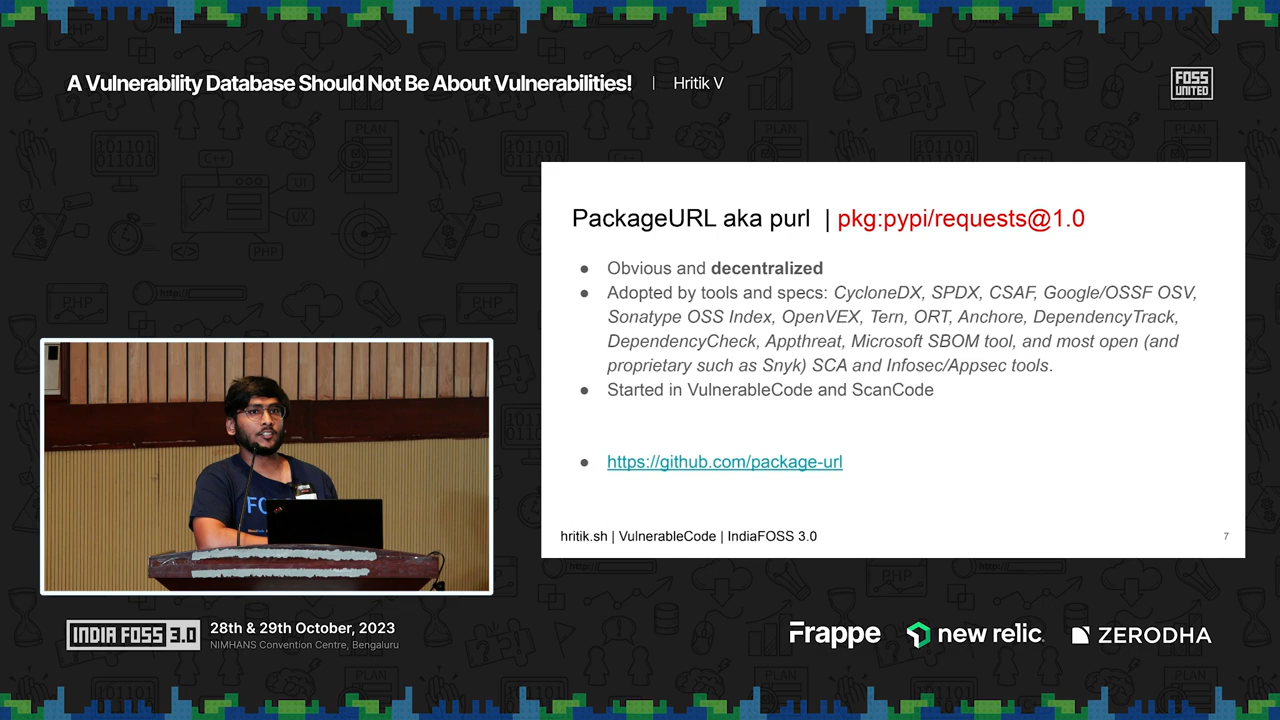 A Vulnerability Database Should Not Be About Vulnerabilities! | Hritik V
FOSS
UNITED
PackageURL aka purl | pkg:pypi/requests@1.0
● Obvious and decentralized
● Adopted by tools and specs: CycloneDX, SPDX, CSAF, Google/OSSF OSV,
Sonatype OSS Index, OpenVEX, Tern, ORT, Anchore, DependencyTrack,
DependencyCheck, Appthreat, Microsoft SBOM tool, and most open (and
proprietary such as Snyk) SCA and Infosec/Appsec tools.
● Started in VulnerableCode and ScanCode
● https://github.com/package-url
hritik.sh | VulnerableCode | IndiaFOSS 3.0
7
INDIA FOSS 3.0
28th & 29th October, 2023
NIMHANS Convention Centre, Bengaluru
Frappe
new relic
ZERODHA